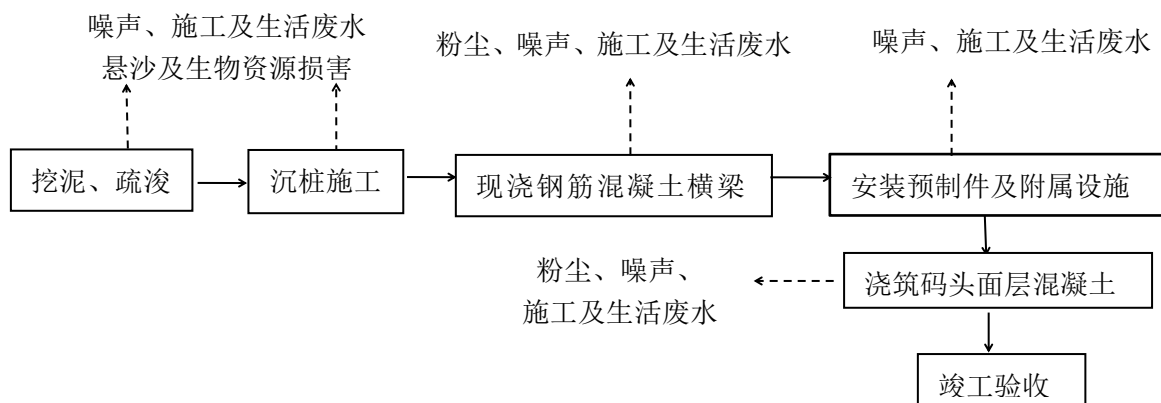 噪声、施工及生活废水
悬沙及生物资源损害
粉尘、噪声、施工及生活废水
噪声、施工及生活废水
挖泥、疏浚
沉桩施工
现浇钢筋混凝土横梁
安装预制件及附属设施
粉尘、噪声、
施工及生活废水
浇筑码头面层混凝土
竣工验收